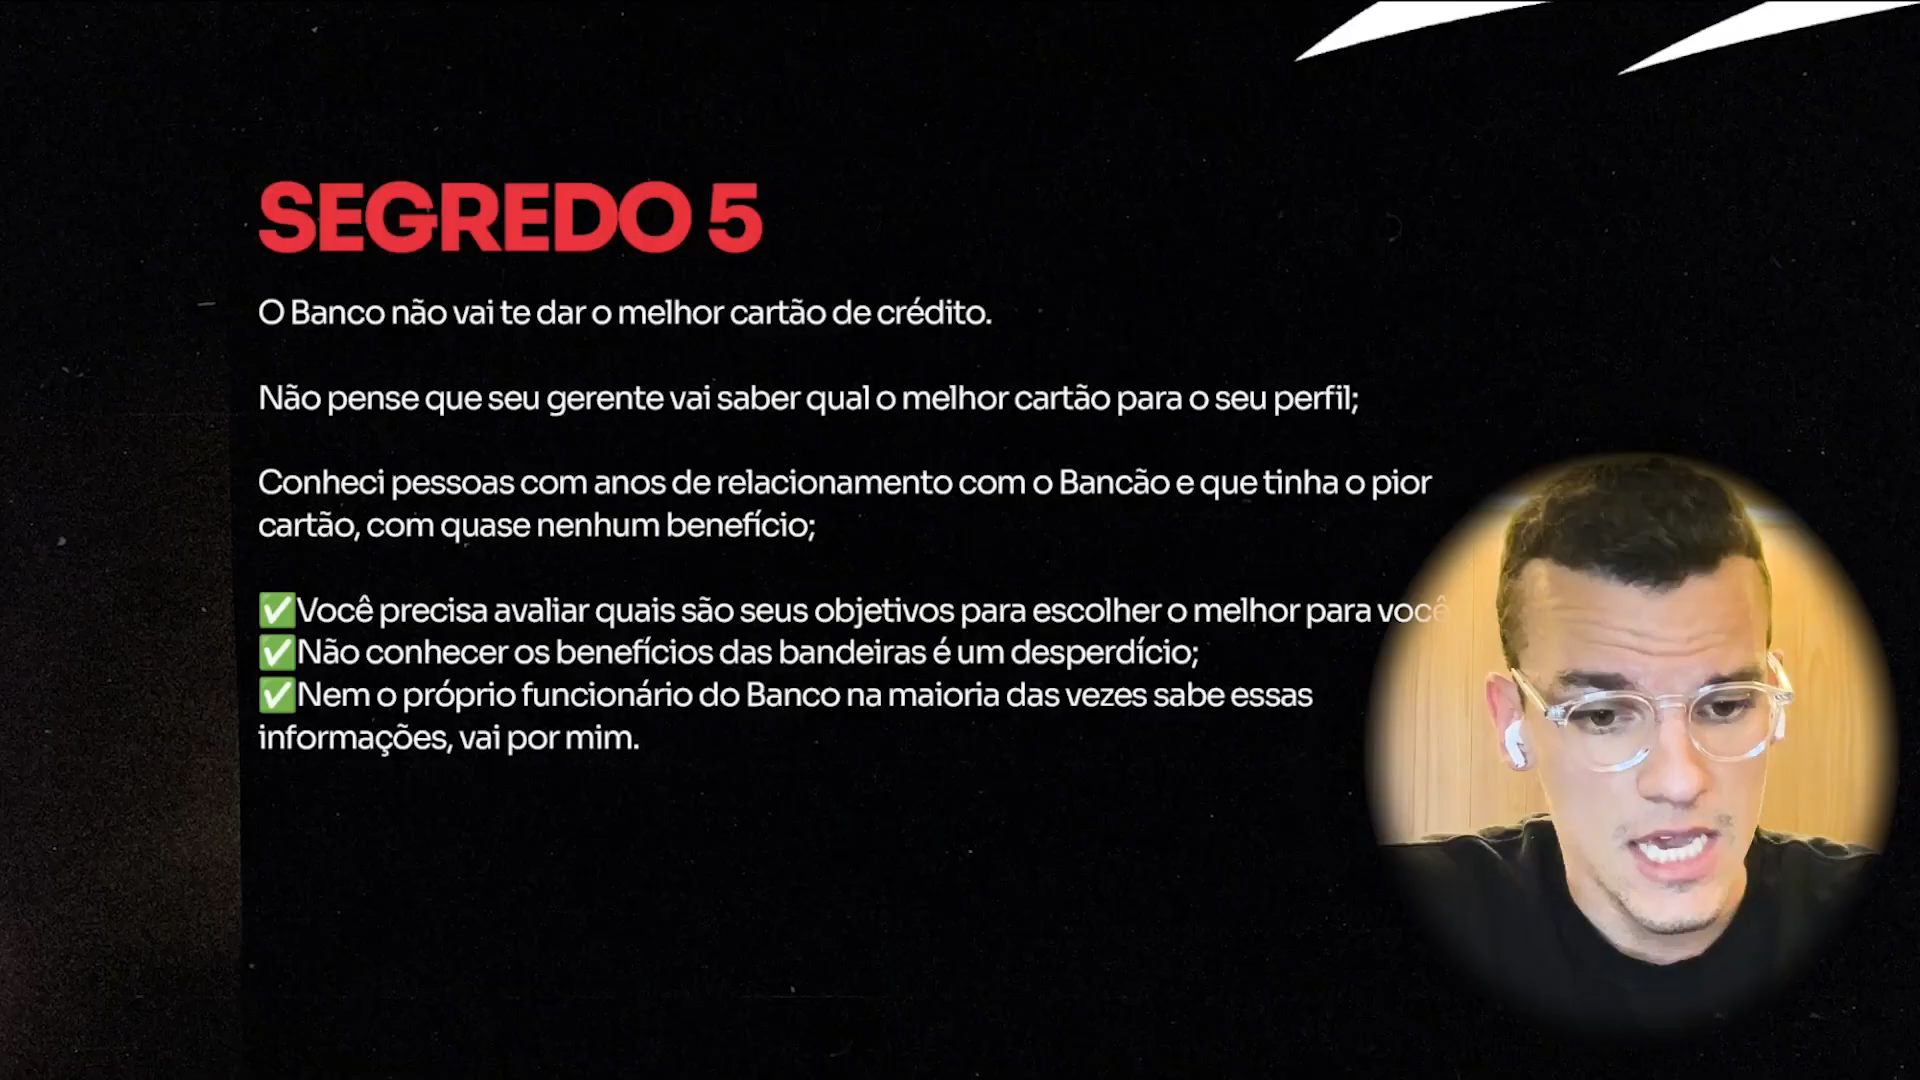 SEGREDO 5
O Banco não vai te dar o melhor cartão de crédito.
Não pense que seu gerente vai saber qual o melhor cartão para o seu perfil;
Conheci pessoas com anos de relacionamento com o Bancão e que tinha o pior
cartão, com quase nenhum benefício;
✅Você precisa avaliar quais são seus objetivos para escolher o melhor para você
✅Não conhecer os benefícios das bandeiras é um desperdício;
✅Nem o próprio funcionário do Banco na maioria das vezes sabe essas
informações, vai por mim.